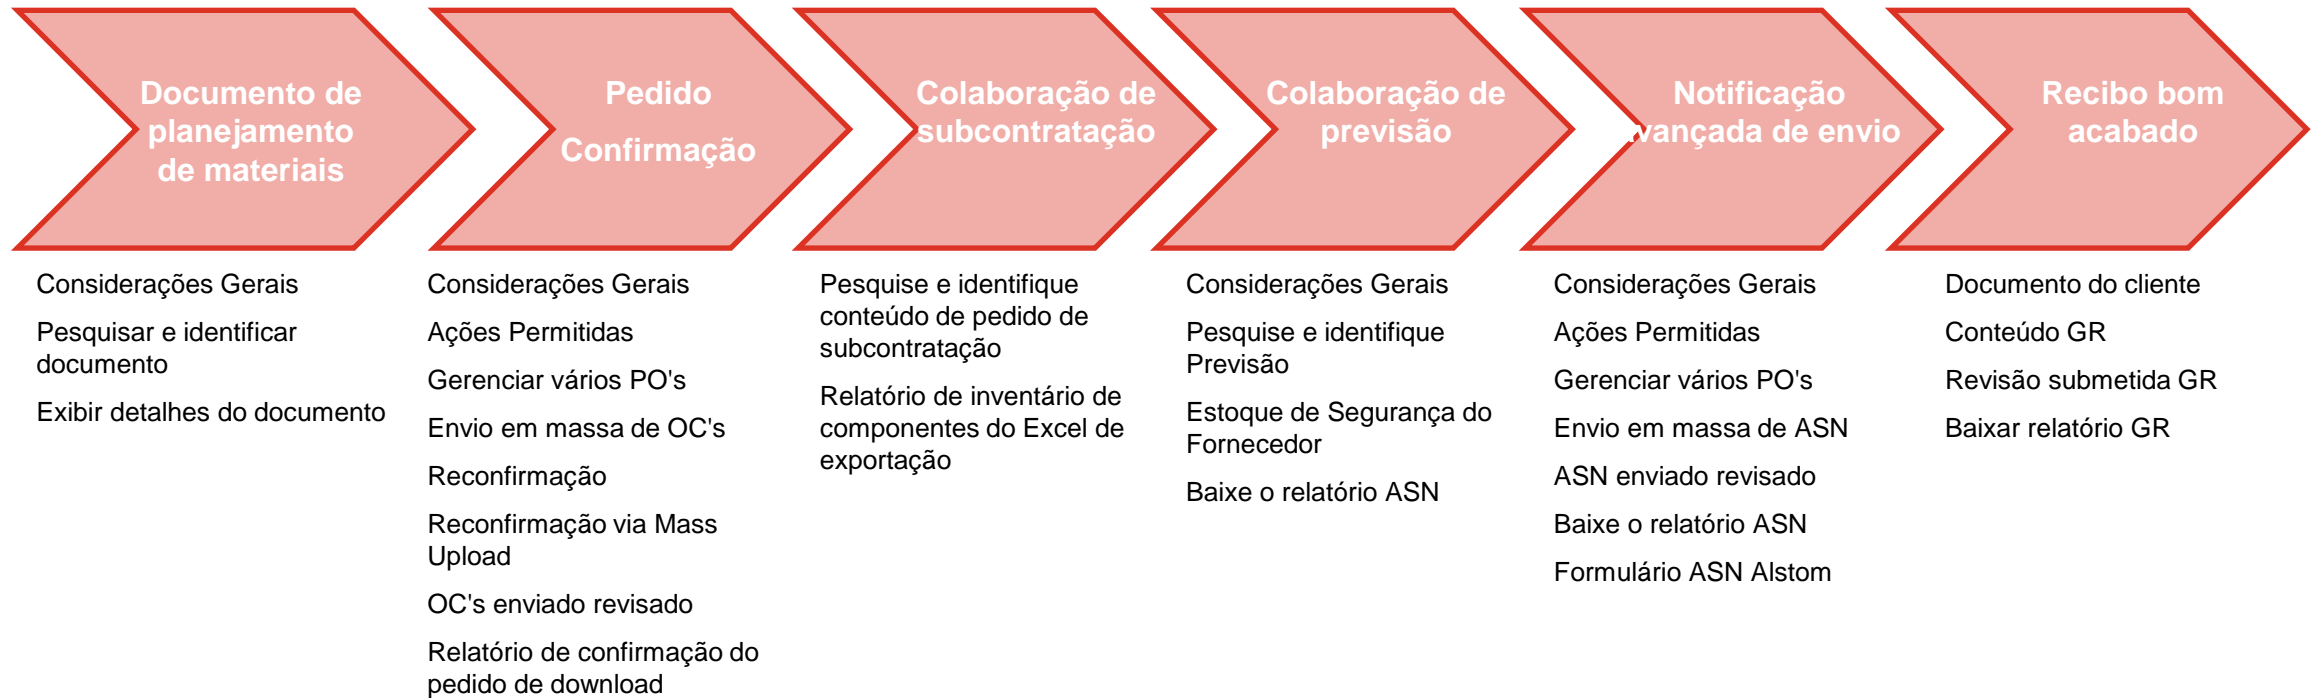 Documento de
planejamento
de materiais
Pedido
Confirmação
Colaboração de
subcontratação
Colaboração de
previsão
Notificação
vançada de envio
Recibo bom
acabado
Considerações Gerais
Pesquisar e identificar
documento
Exibir detalhes do documento
Considerações Gerais
Ações Permitidas
Gerenciar vários PO's
Envio em massa de OC's
Reconfirmação
Reconfirmação via Mass
Upload
OC's enviado revisado
Relatório de confirmação do
pedido de download
Pesquise e identifique
conteúdo de pedido de
subcontratação
Relatório de inventário de
componentes do Excel de
exportação
Considerações Gerais
Pesquise e identifique
Previsão
Estoque de Segurança do
Fornecedor
Baixe o relatório ASN
Considerações Gerais
Ações Permitidas
Gerenciar vários PO's
Envio em massa de ASN
ASN enviado revisado
Baixe o relatório ASN
Formulário ASN Alstom
Documento do cliente
Conteúdo GR
Revisão submetida GR
Baixar relatório GR